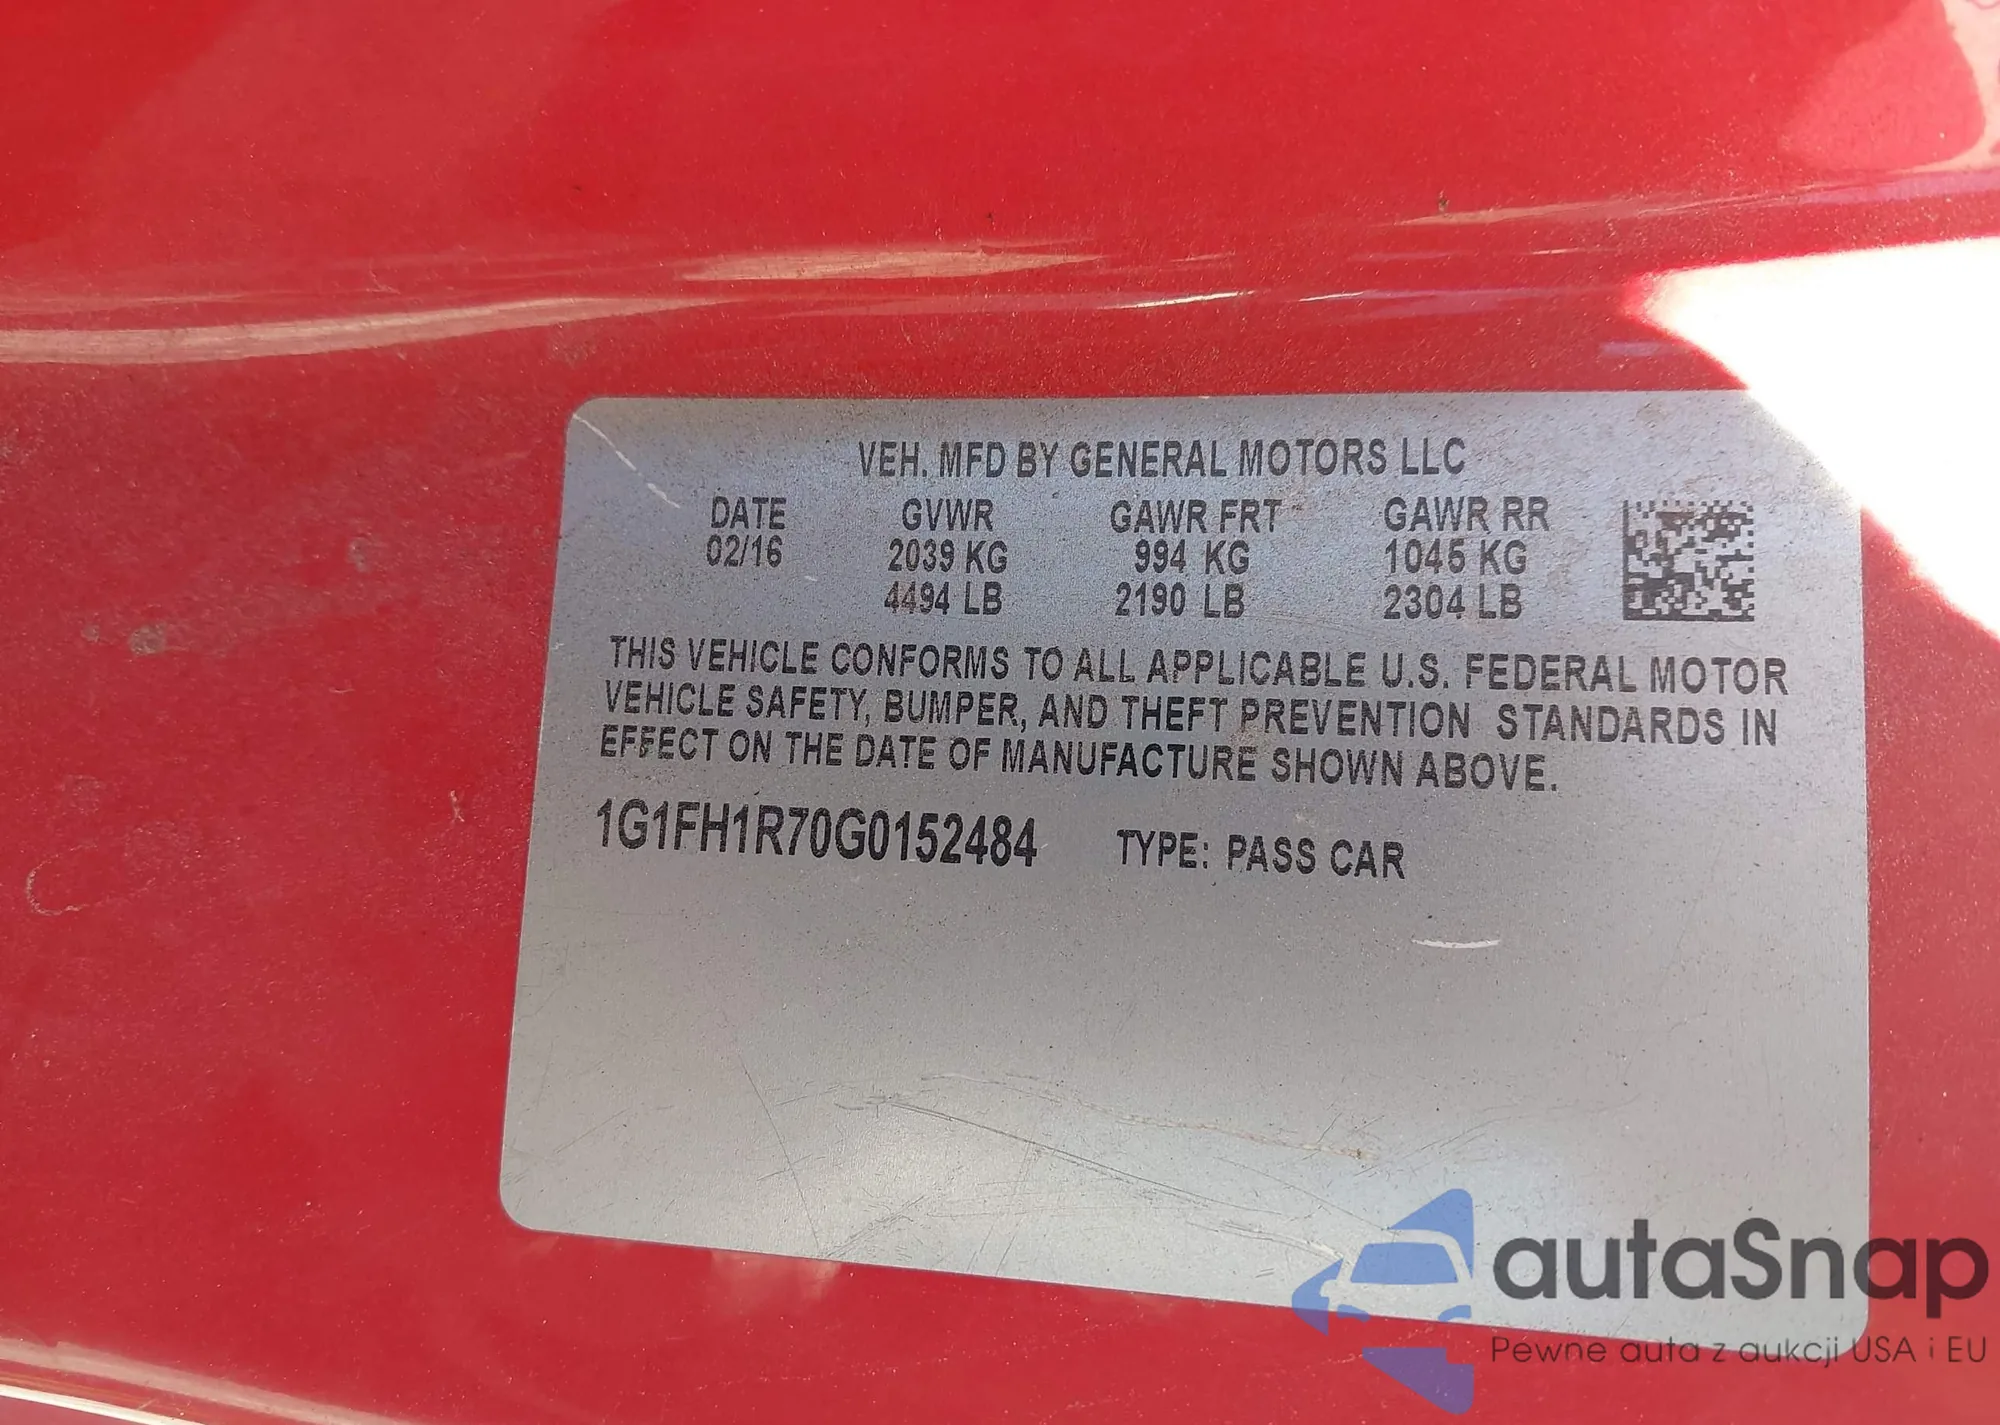 VEH. MFD BY GENERAL MOTORS LLC
DATE GVWR GAWR FRT GAWR RR
02/16 2039 KG 994 KG 1045 KG
4494 LB 2190 LB 2304 LB
THIS VEHICLE CONFORMS TO ALL APPLICABLE U.S. FEDERAL MOTOR
VEHICLE SAFETY, BUMPER, AND THEFT PREVENTION STANDARDS IN
EFFECT ON THE DATE OF MANUFACTURE SHOWN ABOVE.
1G1FH1R70G0152484 TYPE: PASS CAR
autaSnap
Pewne auta z aukcji USA i EU